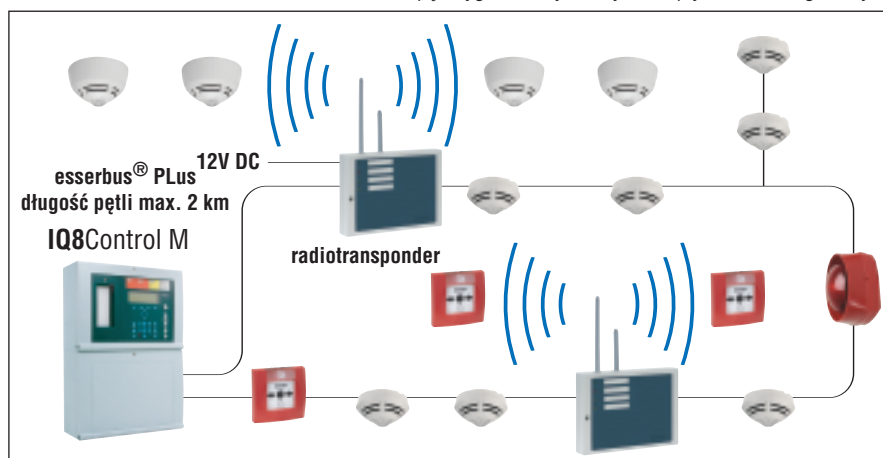 12V DC
esserbus® PLus
długość pętli max. 2 km
IQ8Control M
radiotransponder